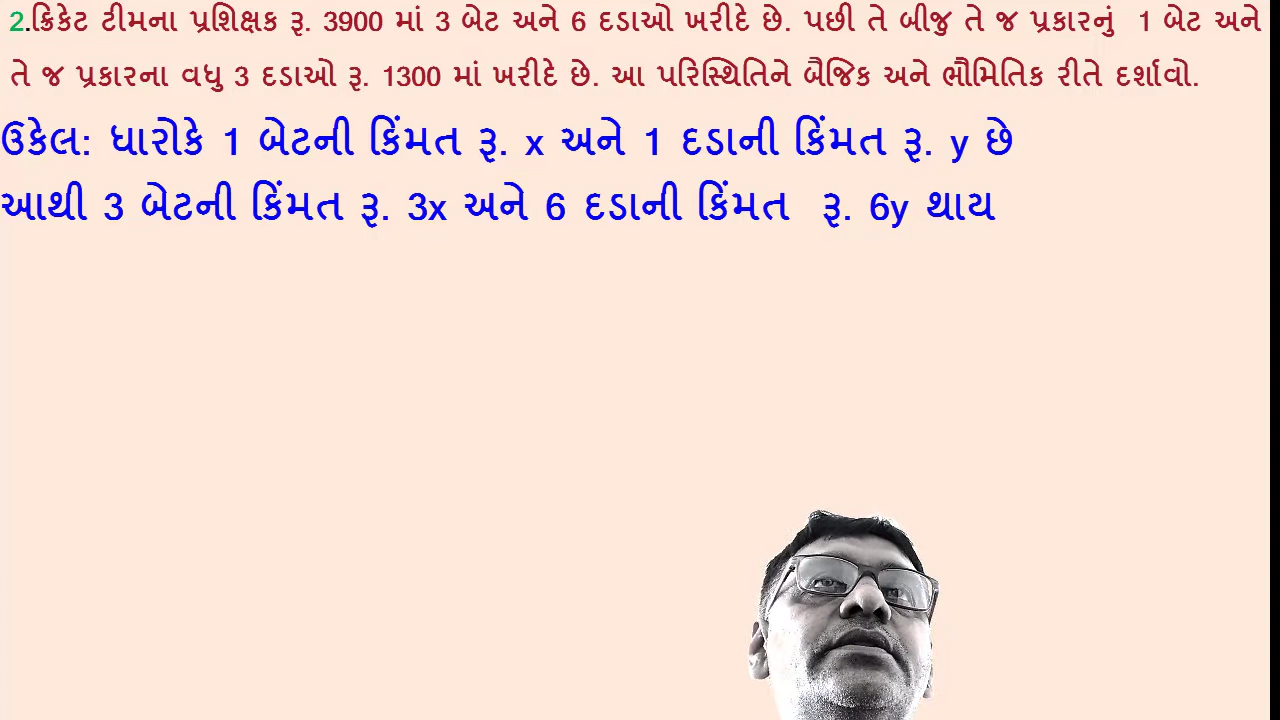 2.ક્રિકેટ ટીમના પ્રશિક્ષક રૂ. 3900 માં 3 બેટ અને 6 દડાઓ ખરીદે છે. પછી તે બીજુ તે જ પ્રકારનું 1 બેટ અને
તે જ પ્રકારના વધુ 3 દડાઓ રૂ. 1300 માં ખરીદે છે. આ પરિસ્થિતિને બૈજિક અને ભૌમિતિક રીતે દર્શાવો.
ઉકેલ: ધારોકે 1 બેટની કિંમત રૂ. x અને 1 દડાની કિંમત રૂ. y છે
આથી 3 બેટની કિંમત રૂ. 3x અને 6 દડાની કિંમત રૂ. 6y થાય